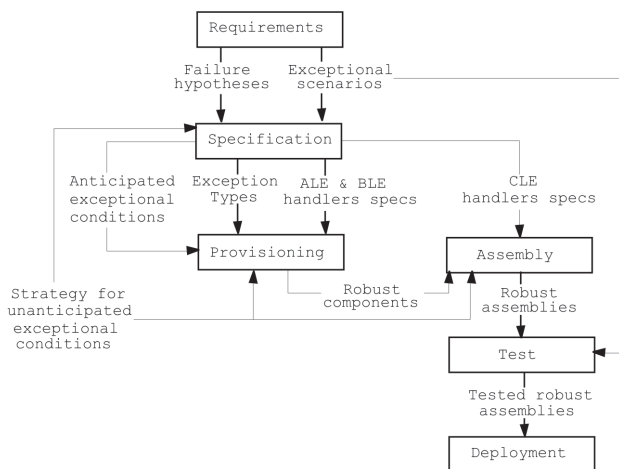 Requirements
Failure
hypotheses
Exceptional
scenarios
Specification
Anticipated
exceptional
conditions
Exception
Types
ALE & BLE
handlers specs
CLE
handlers specs
Provisioning
Assembly
Strategy for
unanticipated
exceptional
conditions
Robust
components
Robust
assemblies
Test
Tested robust
assemblies
Deployment